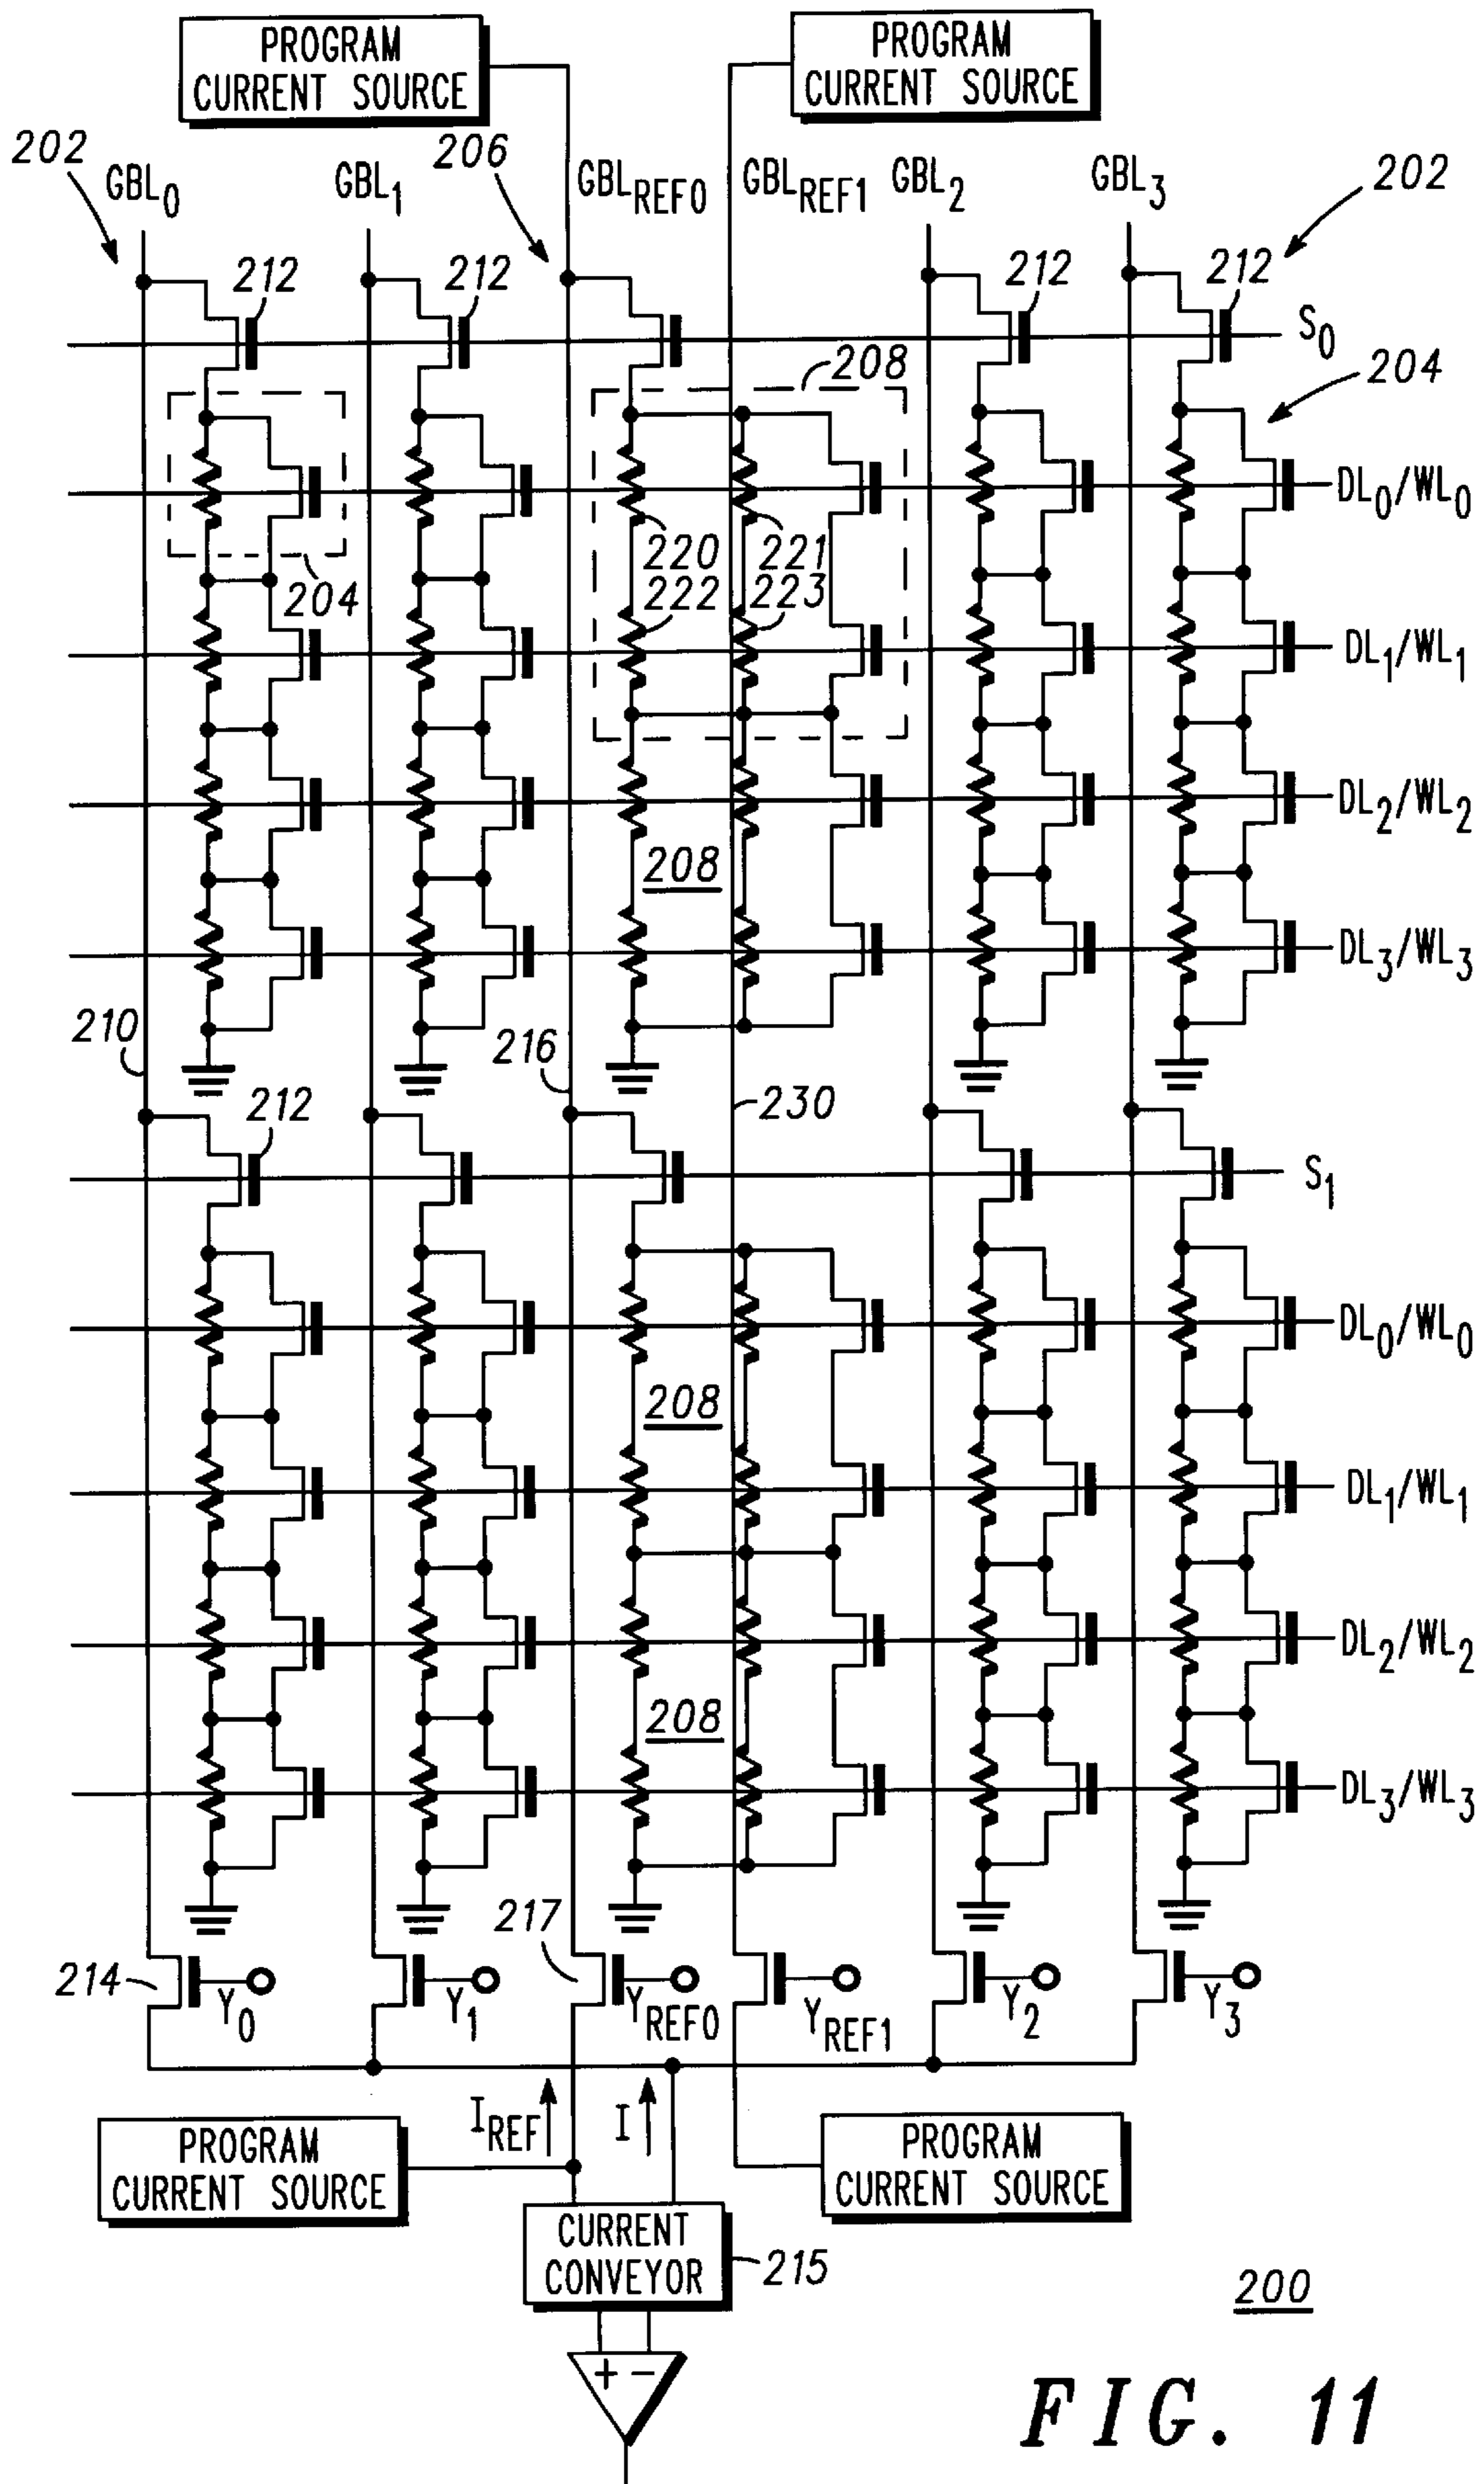 PROGRAM
CURRENT SOURCE
PROGRAM
CURRENT SOURCE
202
206
202
GBL0
GBL1
GBLREF0
GBLREF1
GBL2
GBL3
212
212
212
212
S0
208
204
204
DL0/WL0
220
221
222
223
DL1/WL1
DL2/WL2
208
DL3/WL3
210
216
230
212
S1
DL0/WL0
208
DL1/WL1
DL2/WL2
208
DL3/WL3
217
214
Y0
Y1
YREF0
YREF1
Y2
Y3
IREF
I
PROGRAM
CURRENT SOURCE
PROGRAM
CURRENT SOURCE
CURRENT
CONVEYOR
215
+ −
200
FIG. 11